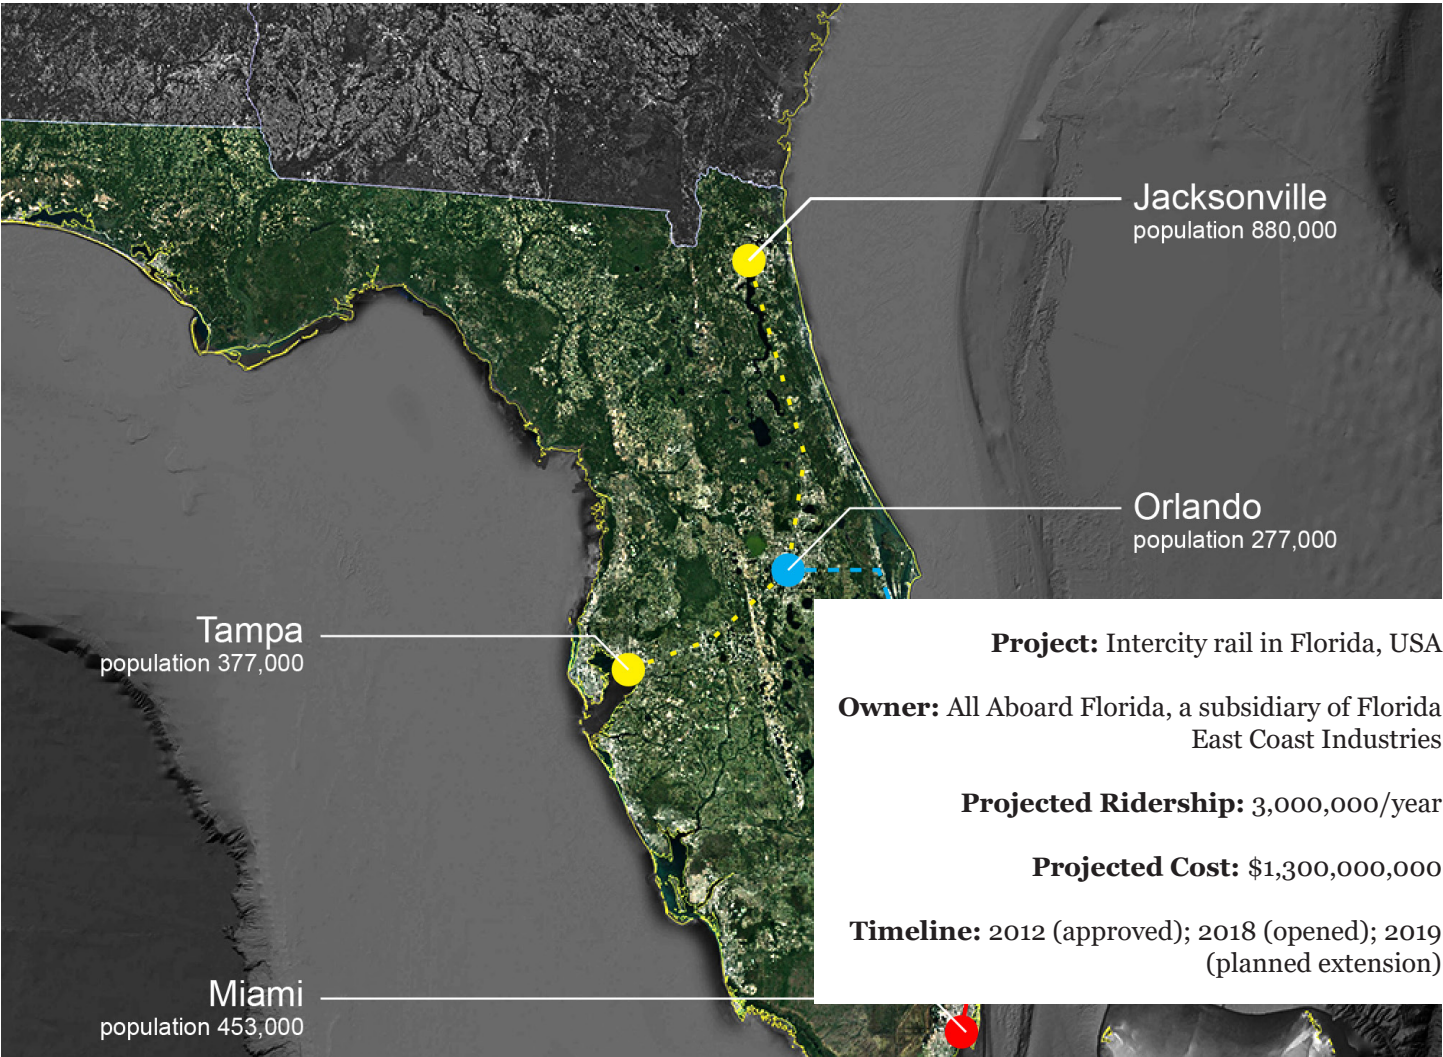 Jacksonville
population 880,000
Orlando
population 277,000
Tampa
population 377,000
Project: Intercity rail in Florida, USA
Owner: All Aboard Florida, a subsidiary of Florida
East Coast Industries
Projected Ridership: 3,000,000/year
Projected Cost: $1,300,000,000
Timeline: 2012 (approved); 2018 (opened); 2019
(planned extension)
Miami
population 453,000